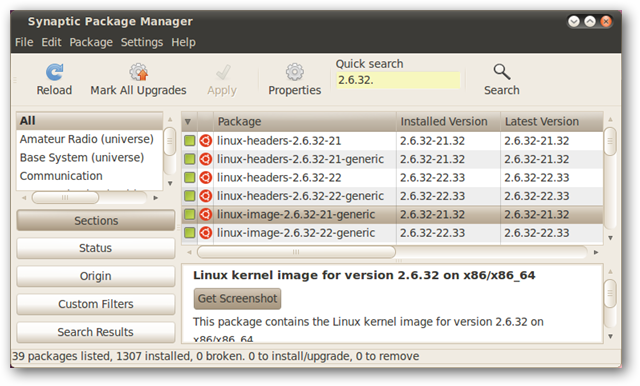 Synaptic Package Manager
File Edit Package Settings Help
Quick search
2.6.32.
Reload Mark All Upgrades Apply Properties Search
All
Amateur Radio (universe)
Base System (universe)
Communication
Sections
Status
Origin
Custom Filters
Search Results
Package Installed Version Latest Version
linux-headers-2.6.32-21 2.6.32-21.32 2.6.32-21.32
linux-headers-2.6.32-21-generic 2.6.32-21.32 2.6.32-21.32
linux-headers-2.6.32-22 2.6.32-22.33 2.6.32-22.33
linux-headers-2.6.32-22-generic 2.6.32-22.33 2.6.32-22.33
linux-image-2.6.32-21-generic 2.6.32-21.32 2.6.32-21.32
linux-image-2.6.32-22-generic 2.6.32-22.33 2.6.32-22.33
Linux kernel image for version 2.6.32 on x86/x86_64
Get Screenshot
This package contains the Linux kernel image for version 2.6.32 on
x86/x86_64
39 packages listed, 1307 installed, 0 broken. 0 to install/upgrade, 0 to remove